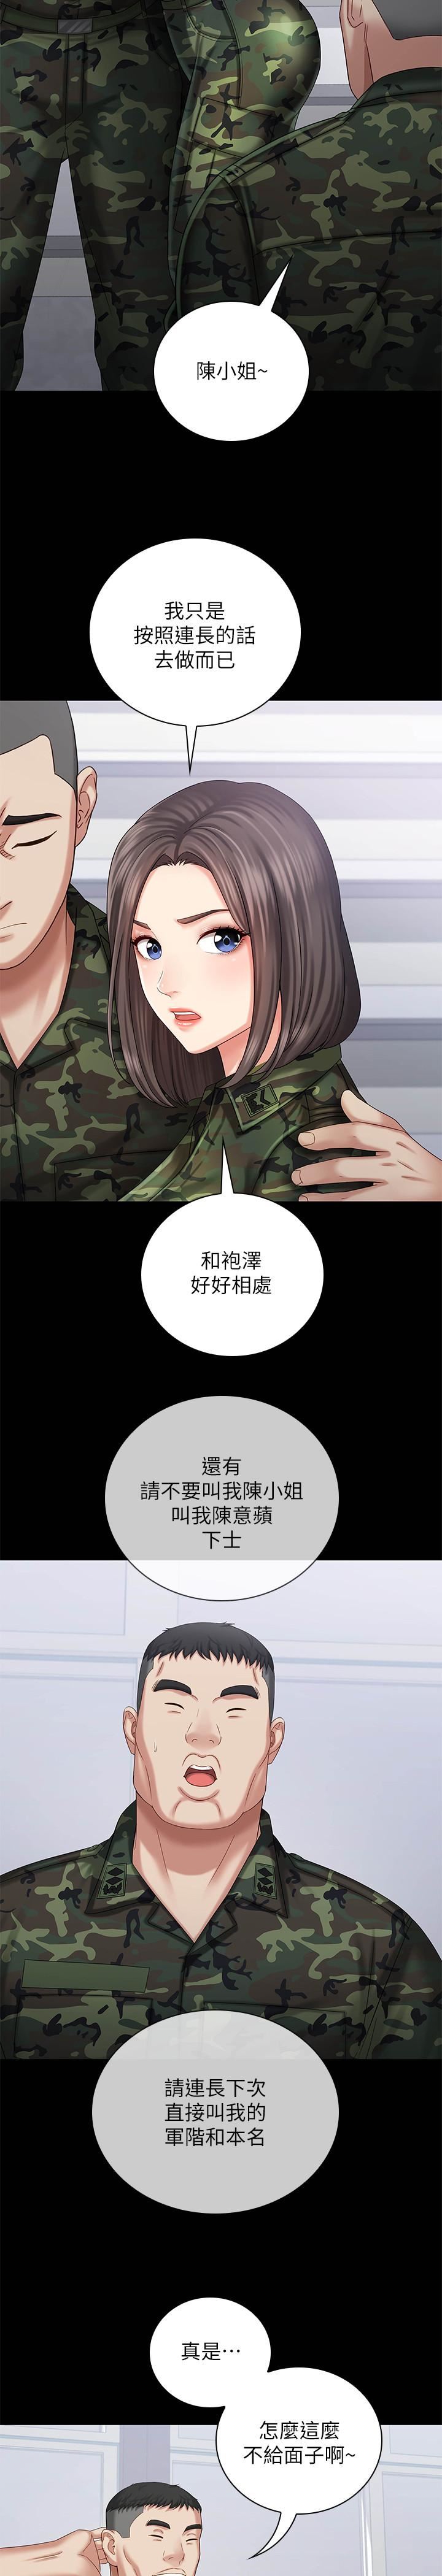 陳小姐~
我只是
按照連長的話
去做而已
和袍澤
好好相處
還有
請不要叫我陳小姐
叫我陳意蘋
下士
請連長下次
直接叫我的
軍階和本名
真是⋯
怎麼這麼
不給面子啊~